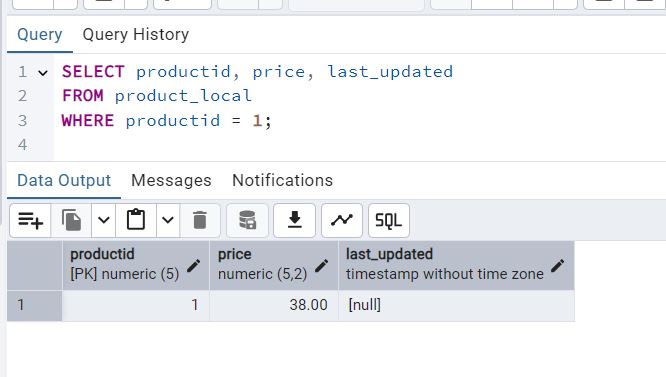 Query Query History
1 SELECT productid, price, last_updated
2 FROM product_local
3 WHERE productid = 1;
4
Data Output Messages Notifications
SQL
productid price last_updated
[PK] numeric (5) numeric (5,2) timestamp without time zone
1 1 38.00 [null]